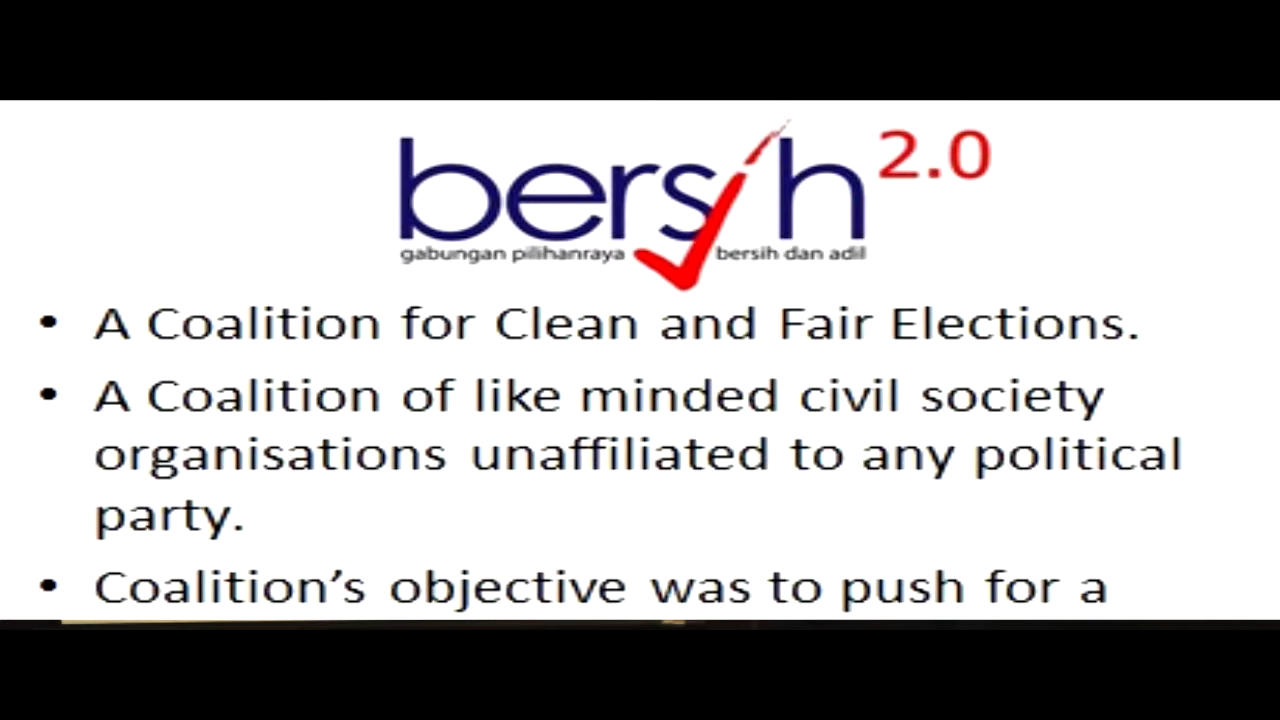 bersih 2.0
gabungan pilihanraya bersih dan adil
• A Coalition for Clean and Fair Elections.
• A Coalition of like minded civil society
organisations unaffiliated to any political
party.
• Coalition’s objective was to push for a